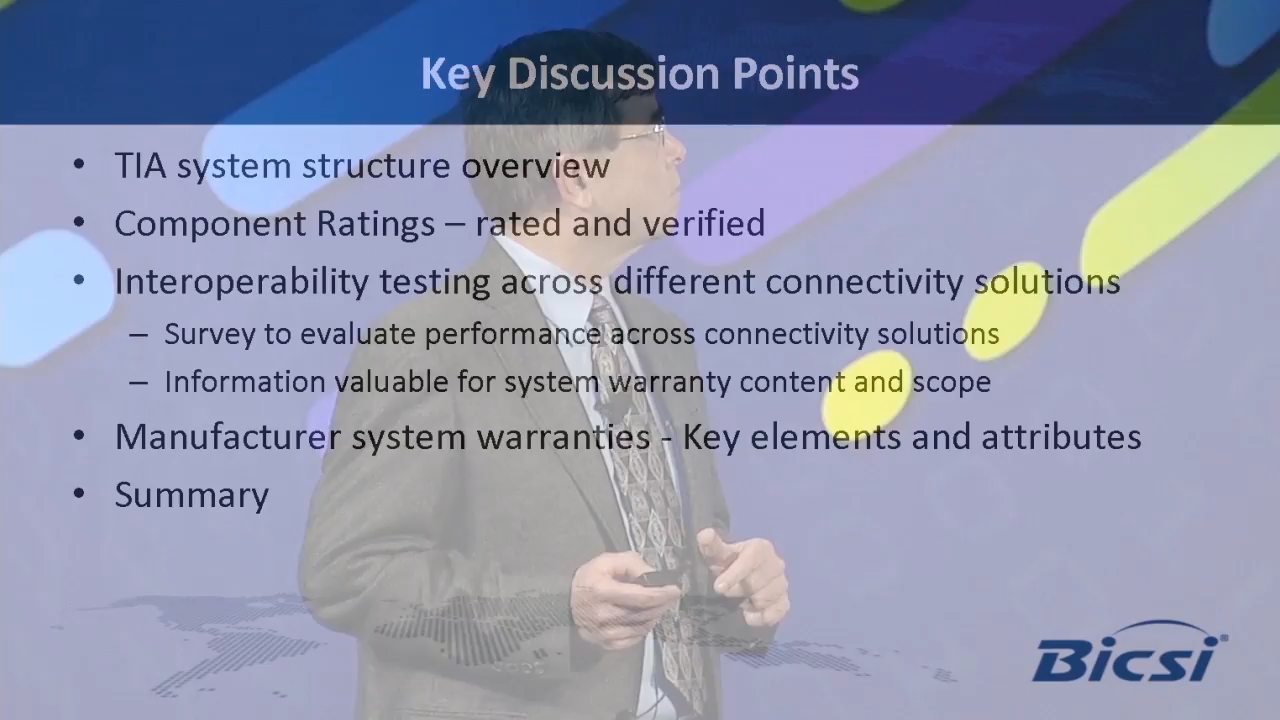 Key Discussion Points
• TIA system structure overview
• Component Ratings – rated and verified
• Interoperability testing across different connectivity solutions
– Survey to evaluate performance across connectivity solutions
– Information valuable for system warranty content and scope
• Manufacturer system warranties - Key elements and attributes
• Summary
Bicsi®